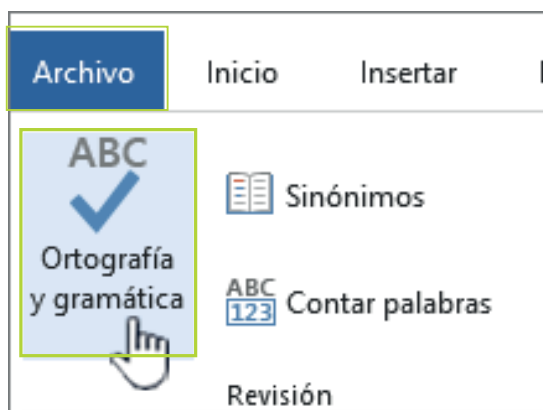 Archivo Inicio Insertar
ABC
Ortografía
y gramática
Sinónimos
ABC
123
Contar palabras
Revisión